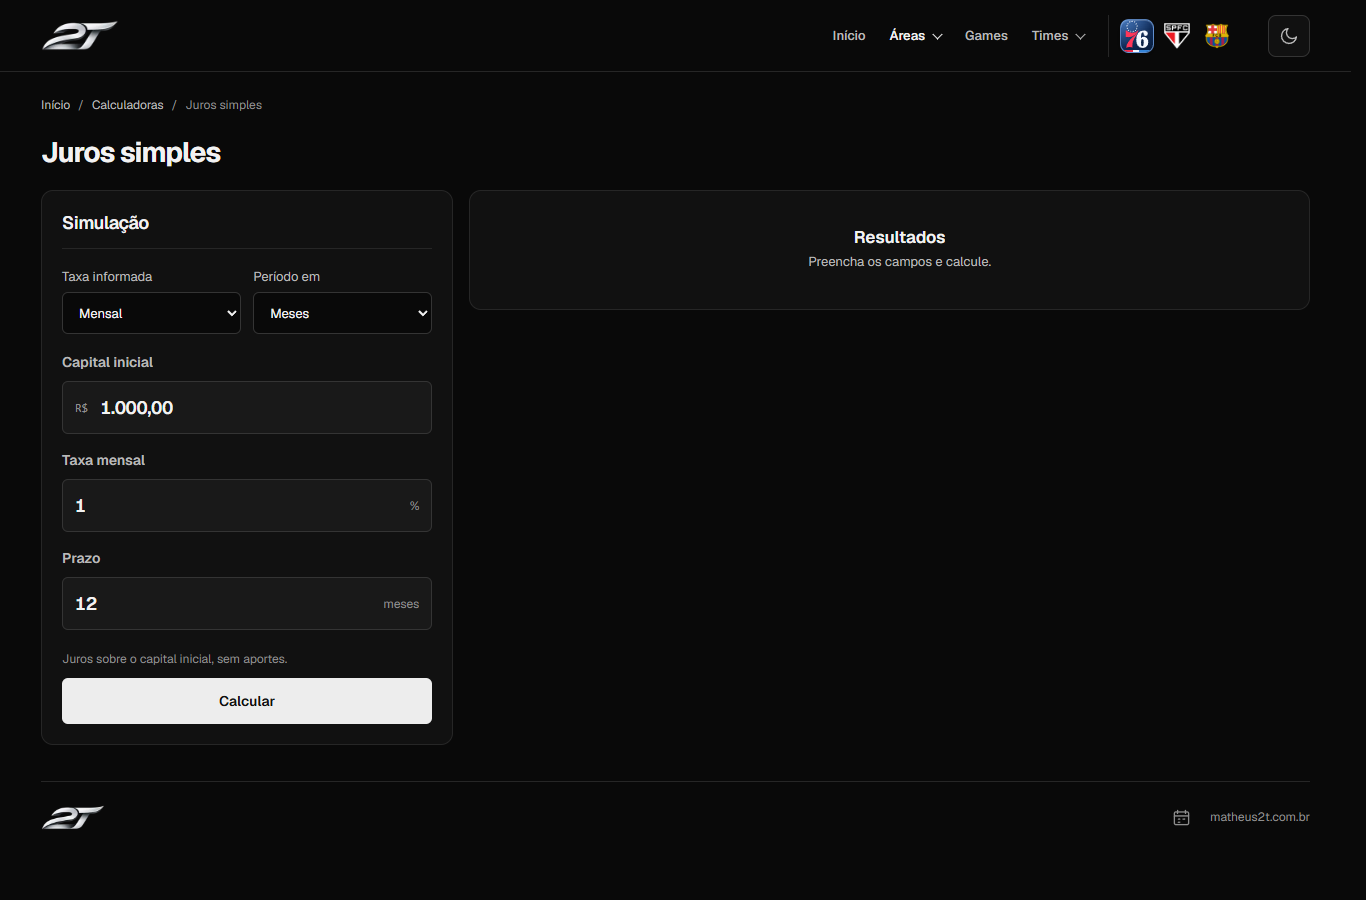 2T
Início Áreas Games Times 76 SPFC
Início / Calculadoras / Juros simples
Juros simples
Simulação
Taxa informada Período em
Mensal Meses
Capital inicial
R$ 1.000,00
Taxa mensal
1 %
Prazo
12 meses
Juros sobre o capital inicial, sem aportes.
Calcular
Resultados
Preencha os campos e calcule.
2T matheus2t.com.br